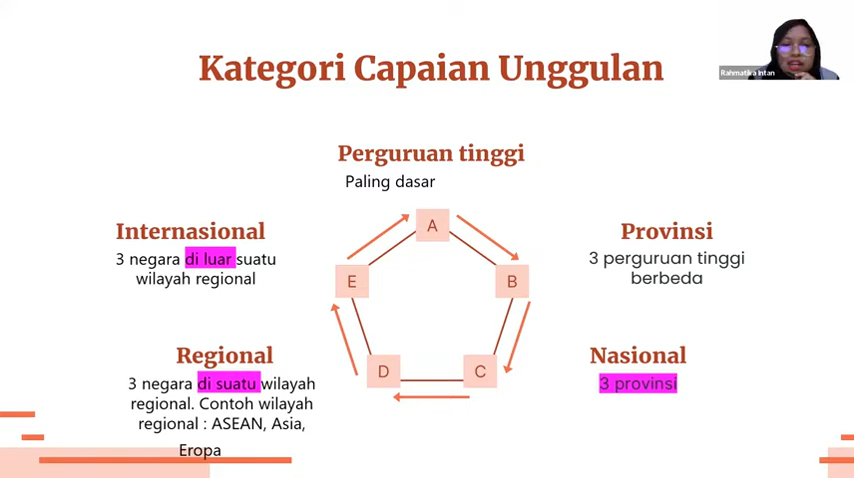 Kategori Capaian Unggulan
Rahmatika Intan
Perguruan tinggi
Paling dasar
A
Internasional
3 negara di luar suatu
wilayah regional
Provinsi
3 perguruan tinggi
berbeda
E
B
Regional
3 negara di suatu wilayah
regional. Contoh wilayah
regional : ASEAN, Asia,
Eropa
D
C
Nasional
3 provinsi